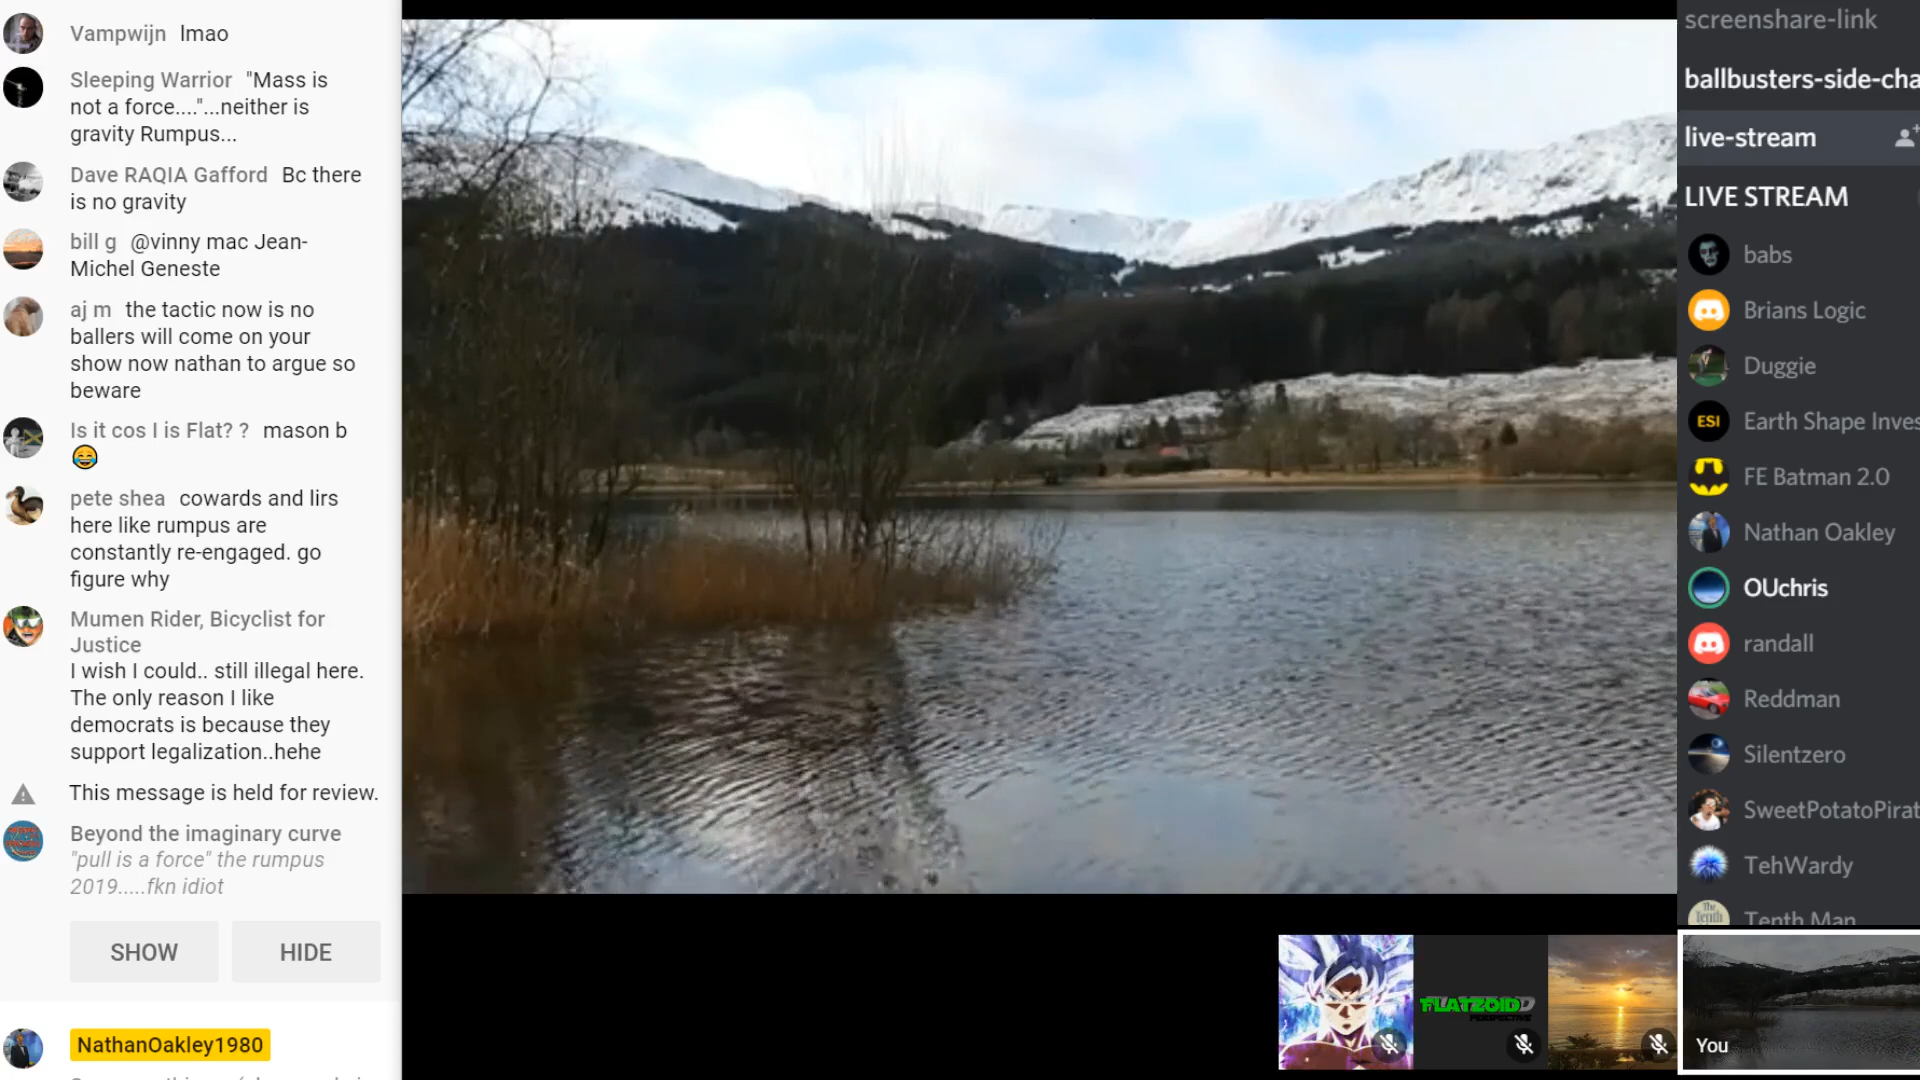 Vampwijn lmao
Sleeping Warrior "Mass is
not a force...."...neither is
gravity Rumpus...
Dave RAQIA Gafford Bc there
is no gravity
bill g @vinny mac Jean-
Michel Geneste
aj m the tactic now is no
ballers will come on your
show now nathan to argue so
beware
Is it cos I is Flat? ? mason b
😂
pete shea cowards and lirs
here like rumpus are
constantly re-engaged. go
figure why
Mumen Rider, Bicyclist for
Justice
I wish I could.. still illegal here.
The only reason I like
democrats is because they
support legalization..hehe
This message is held for review.
Beyond the imaginary curve
"pull is a force" the rumpus
2019.....fkn idiot
SHOW HIDE
NathanOakley1980
FLATZOIDD
PERSPECTIVE
You
screenshare-link
ballbusters-side-cha
live-stream
LIVE STREAM
babs
Brians Logic
Duggie
ESI Earth Shape Inves
FE Batman 2.0
Nathan Oakley
OUchris
randall
Reddman
Silentzero
SweetPotatoPirat
TehWardy
The
Tenth Tenth Man